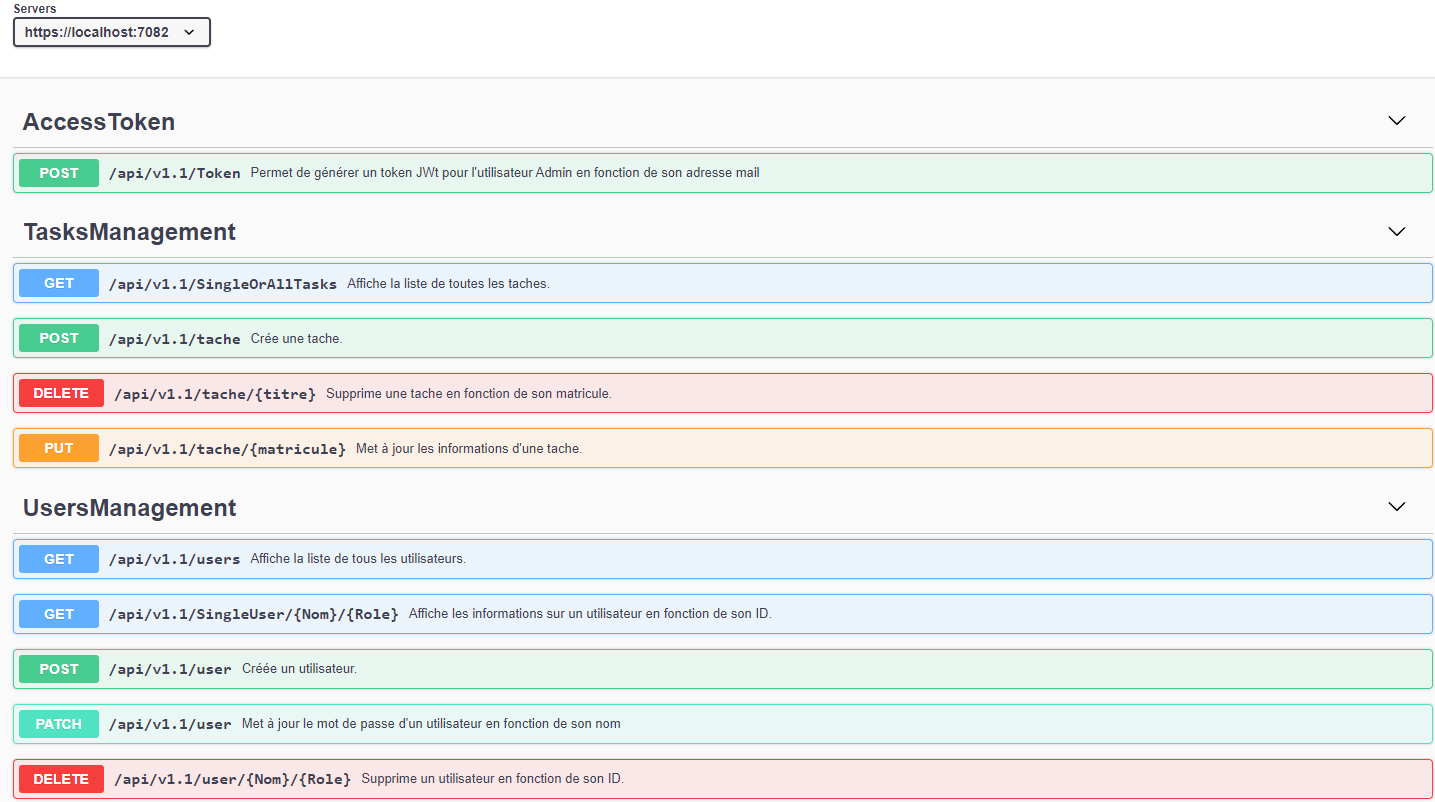 Servers
https://localhost:7082
AccessToken
POST /api/v1.1/Token Permet de générer un token JWt pour l'utilisateur Admin en fonction de son adresse mail
TasksManagement
GET /api/v1.1/SingleOrAllTasks Affiche la liste de toutes les taches.
POST /api/v1.1/tache Crée une tache.
DELETE /api/v1.1/tache/{titre} Supprime une tache en fonction de son matricule.
PUT /api/v1.1/tache/{matricule} Met à jour les informations d'une tache.
UsersManagement
GET /api/v1.1/users Affiche la liste de tous les utilisateurs.
GET /api/v1.1/SingleUser/{Nom}/{Role} Affiche les informations sur un utilisateur en fonction de son ID.
POST /api/v1.1/user Créée un utilisateur.
PATCH /api/v1.1/user Met à jour le mot de passe d'un utilisateur en fonction de son nom
DELETE /api/v1.1/user/{Nom}/{Role} Supprime un utilisateur en fonction de son ID.